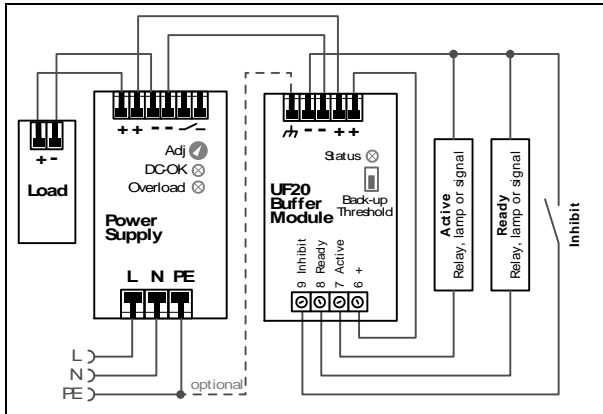 + -
Load
+ + - -
Adj
DC-OK
Overload
Power
Supply
L N PE
L
N
PE
optional
- - + +
Status
Back-up
Threshold
UF20
Buffer
Module
9 Inhibit
8 Ready
7 Active
6 +
Active
Relay, lamp or signal
Ready
Relay, lamp or signal
Inhibit